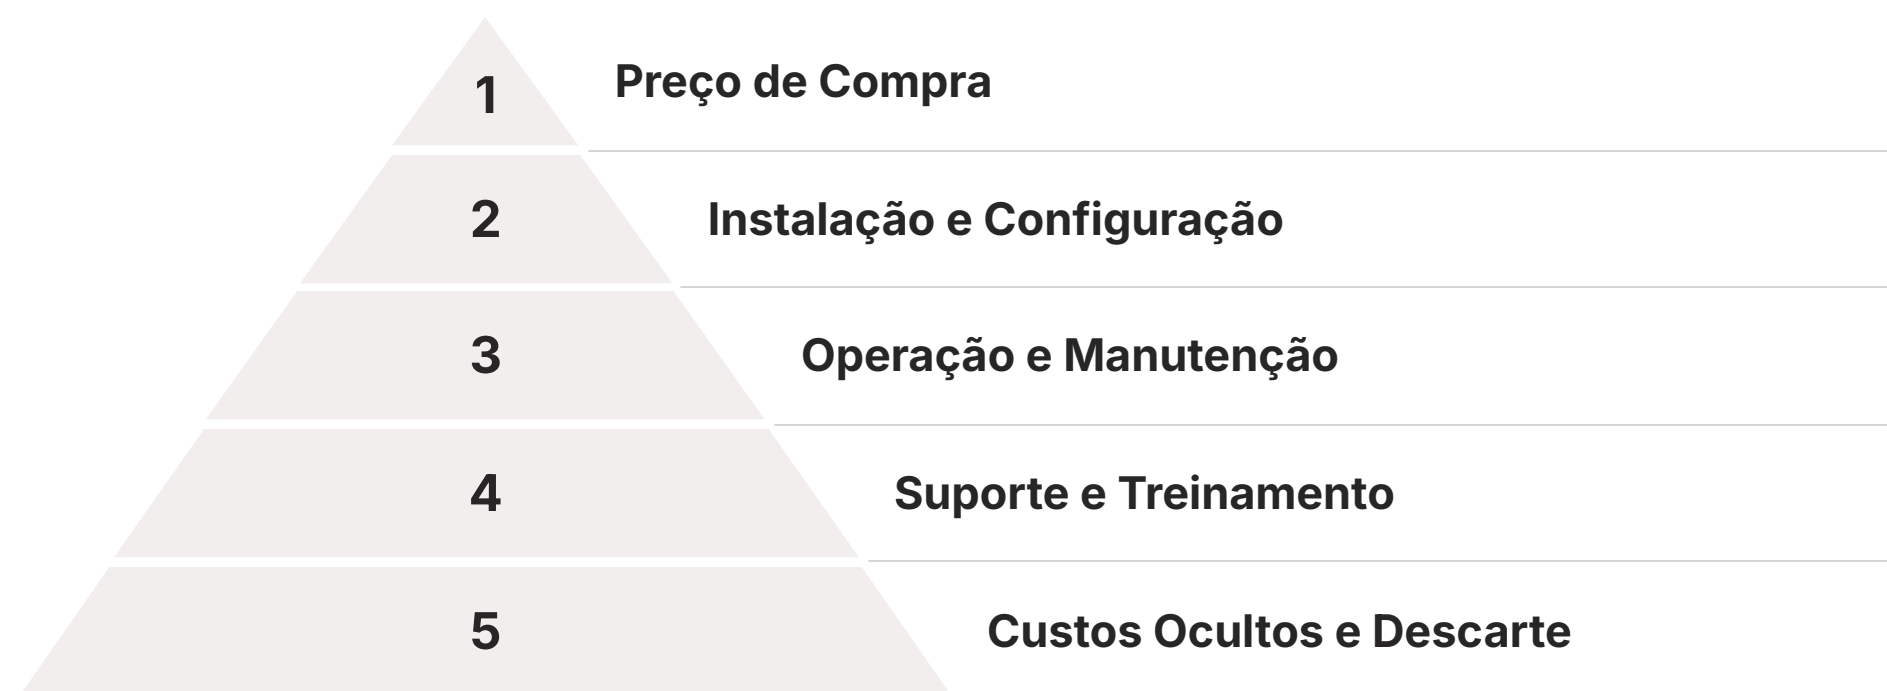 1
Preço de Compra
2
Instalação e Configuração
3
Operação e Manutenção
4
Suporte e Treinamento
5
Custos Ocultos e Descarte